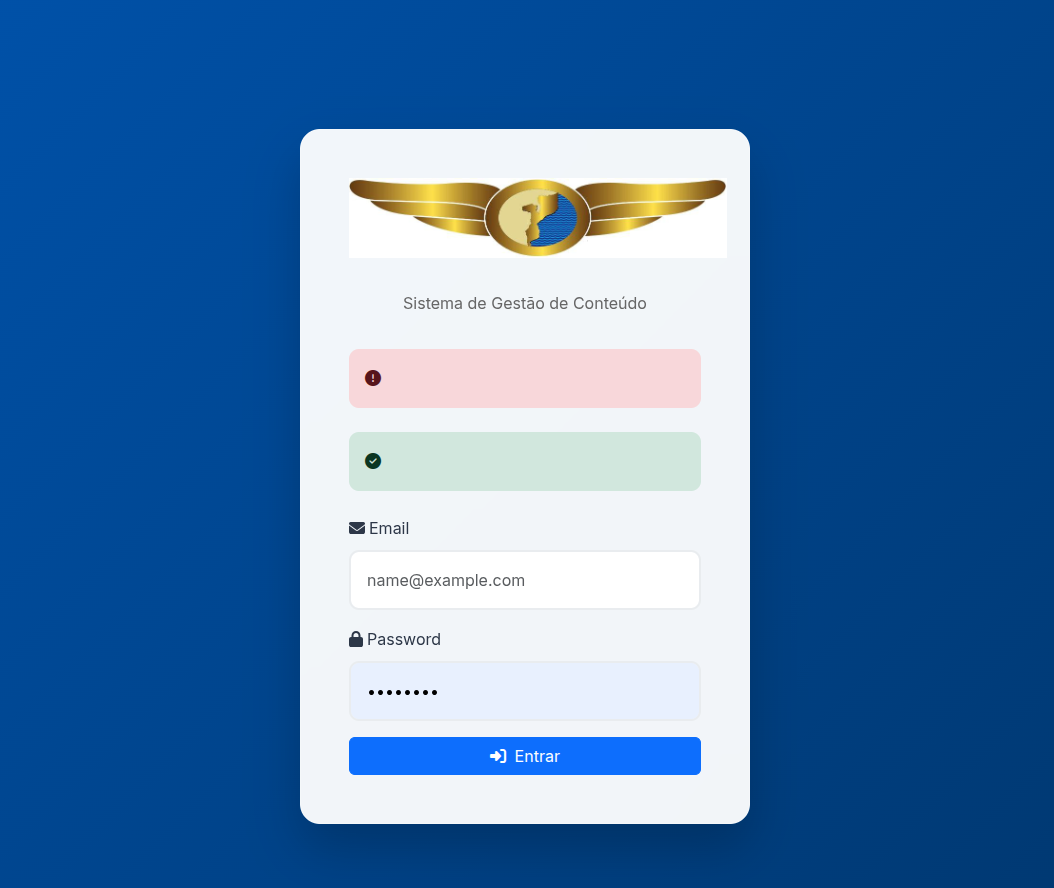 Sistema de Gestão de Conteúdo
Email
name@example.com
Password
••••••••
Entrar